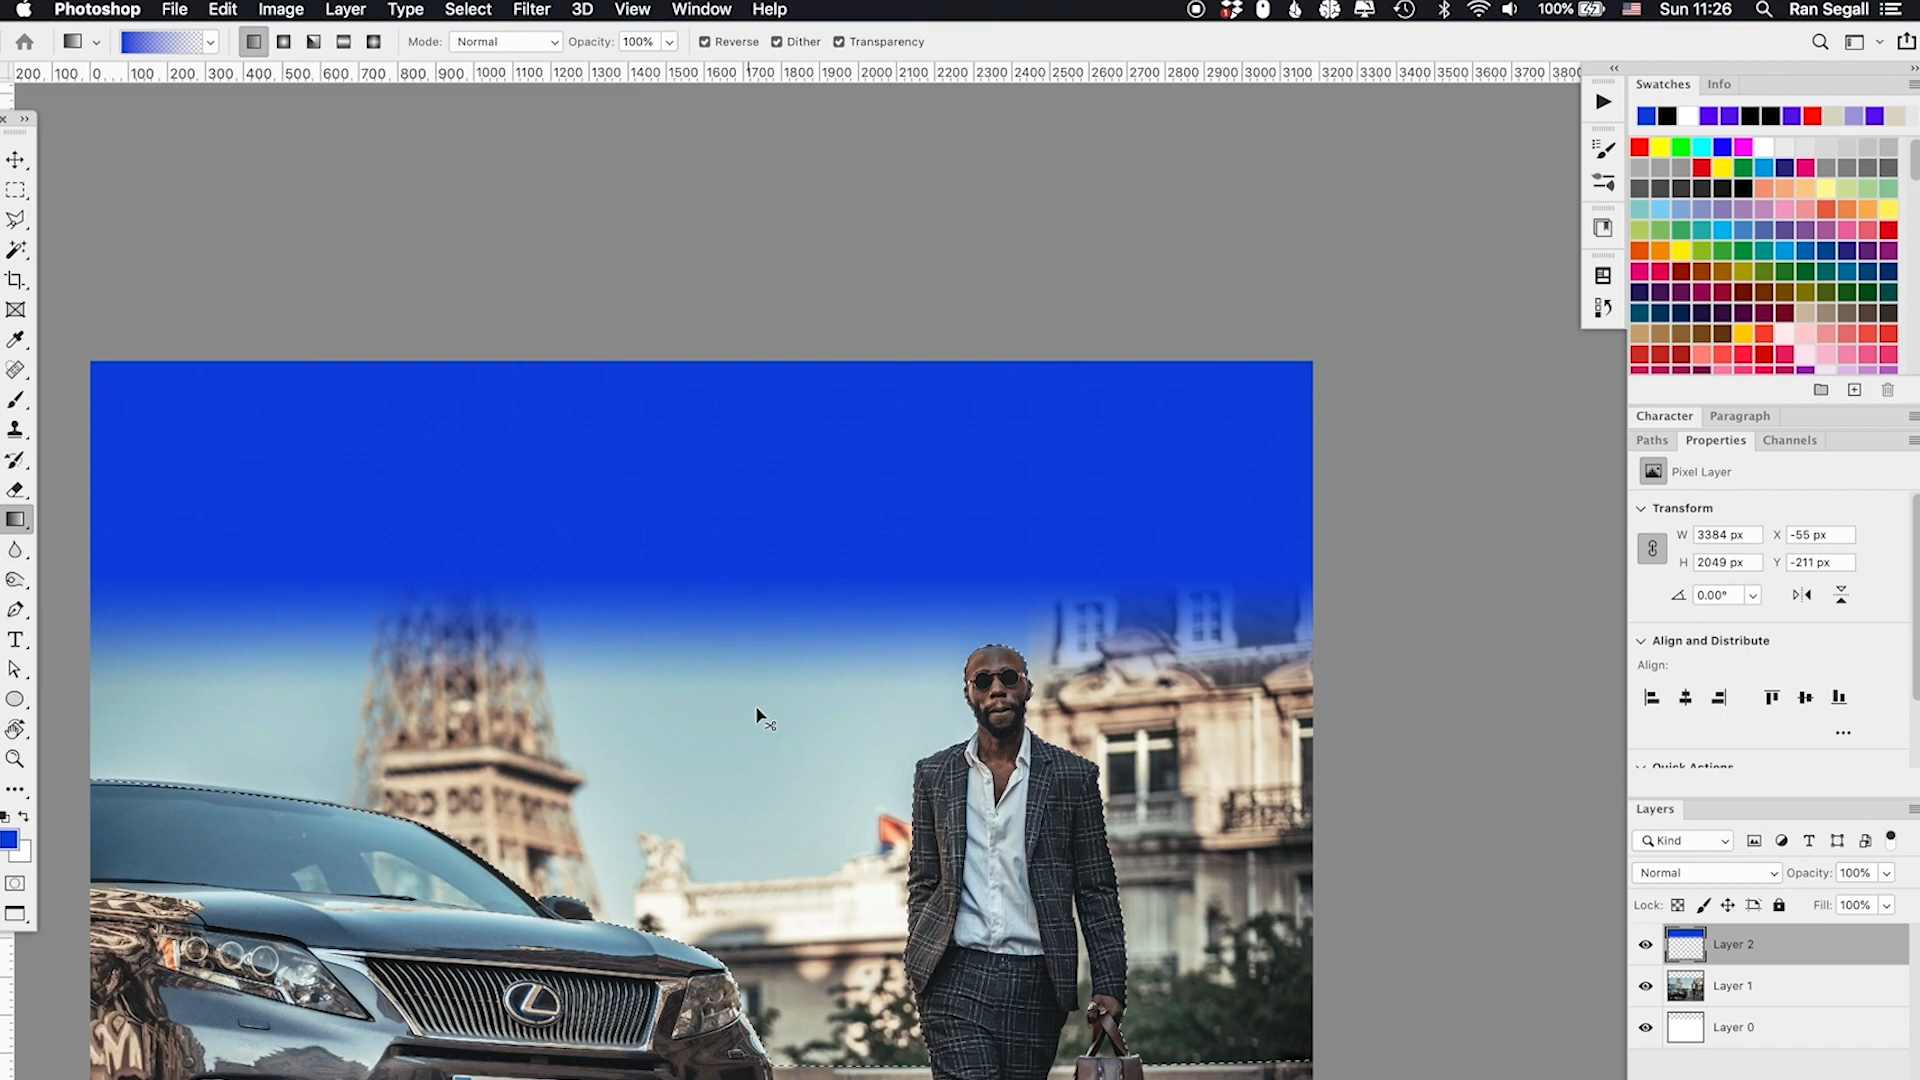 Photoshop File Edit Image Layer Type Select Filter 3D View Window Help 100% Sun 11:26 Ran Segall
Mode: Normal Opacity: 100% Reverse Dither Transparency
200 100 0 100 200 300 400 500 600 700 800 900 1000 1100 1200 1300 1400 1500 1600 1700 1800 1900 2000 2100 2200 2300 2400 2500 2600 2700 2800 2900 3000 3100 3200 3300 3400 3500 3600 3700 3800
Swatches Info
Character Paragraph
Paths Properties Channels
Pixel Layer
Transform
W 3384 px X -55 px
H 2049 px Y -211 px
0.00°
Align and Distribute
Align:
Quick Actions
Layers
Kind
Normal Opacity: 100%
Lock: Fill: 100%
Layer 2
Layer 1
Layer 0